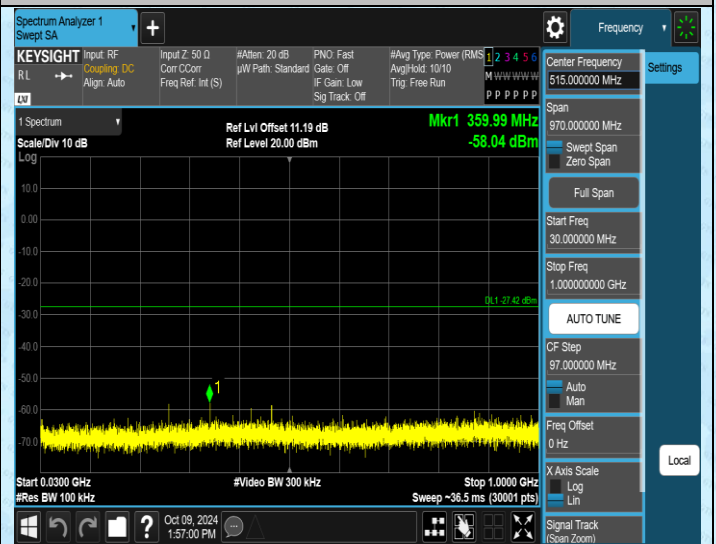 Spectrum Analyzer 1
Swept SA
+
Frequency
KEYSIGHT
RL
LXI
Input: RF
Coupling: DC
Align: Auto
Input Z: 50 Ω
Corr CCorr
Freq Ref: Int (S)
#Atten: 20 dB
µW Path: Standard
PNO: Fast
Gate: Off
IF Gain: Low
Sig Track: Off
#Avg Type: Power (RMS
Avg|Hold: 10/10
Trig: Free Run
1 2 3 4 5 6
M W W W W W
P P P P P P
Center Frequency
515.000000 MHz
Settings
Span
970.000000 MHz
Swept Span
Zero Span
Full Span
Start Freq
30.000000 MHz
Stop Freq
1.000000000 GHz
AUTO TUNE
CF Step
97.000000 MHz
Auto
Man
Freq Offset
0 Hz
X Axis Scale
Log
Lin
Signal Track
(Span Zoom)
Local
1 Spectrum
Scale/Div 10 dB
Log
Ref Lvl Offset 11.19 dB
Ref Level 20.00 dBm
Mkr1 359.99 MHz
-58.04 dBm
10.0
0.00
-10.0
-20.0
DL1 -27.42 dBm
-30.0
-40.0
-50.0
1
-60.0
-70.0
Start 0.0300 GHz
#Video BW 300 kHz
Stop 1.0000 GHz
#Res BW 100 kHz
Sweep ~36.5 ms (30001 pts)
?
Oct 09, 2024
1:57:00 PM